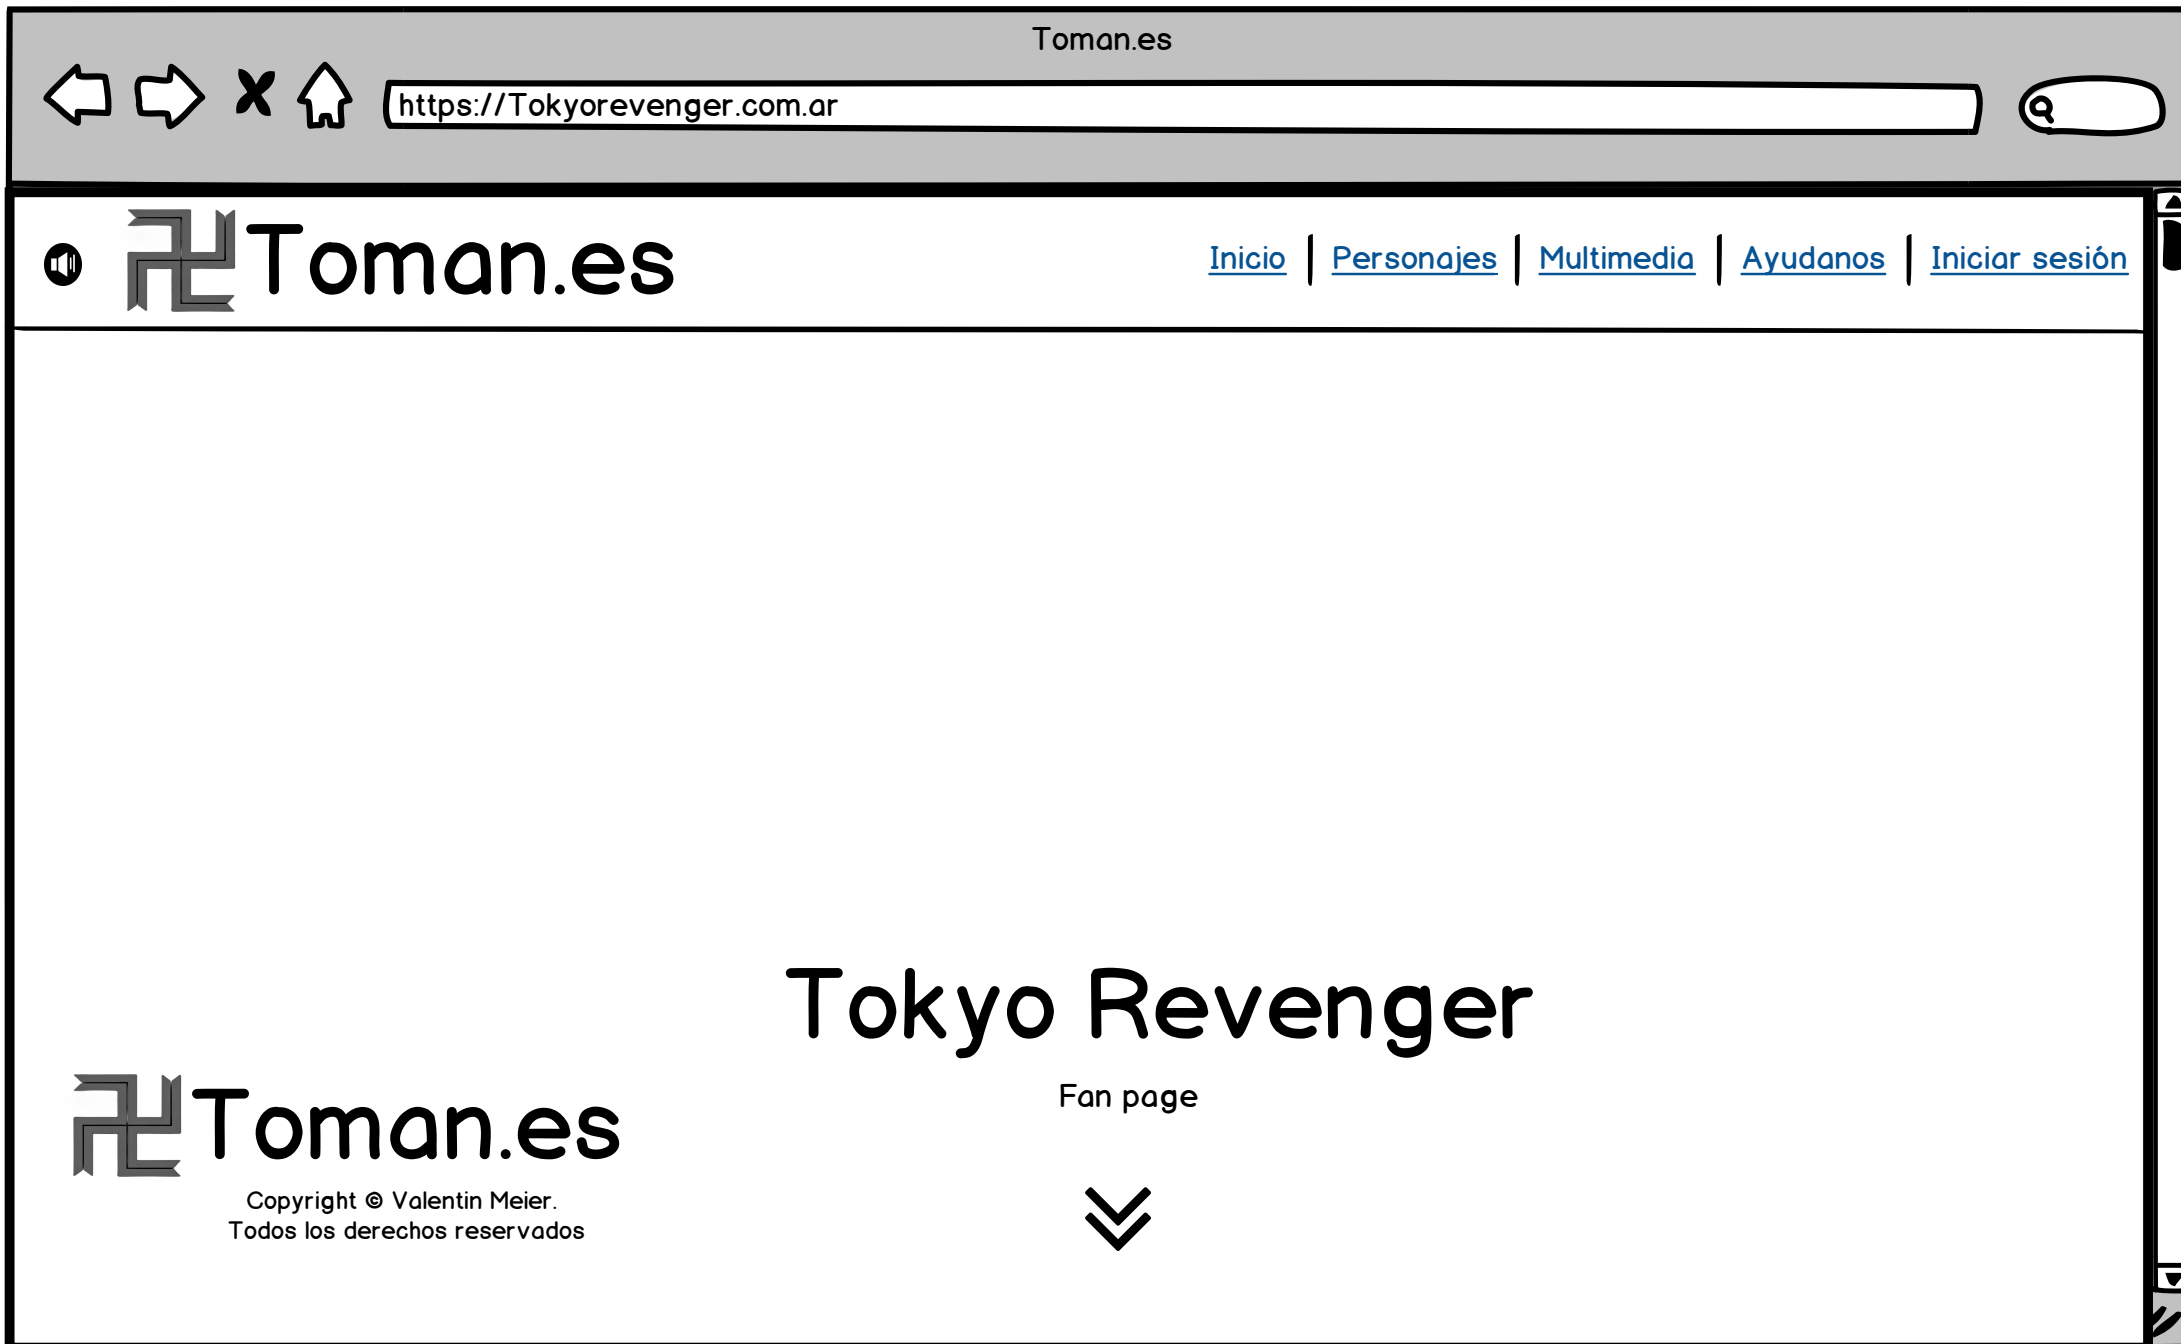 Toman.es
https://Tokyorevenger.com.ar
Toman.es
Inicio | Personajes | Multimedia | Ayudanos | Iniciar sesión
Tokyo Revenger
Fan page
Toman.es
Copyright © Valentin Meier.
Todos los derechos reservados